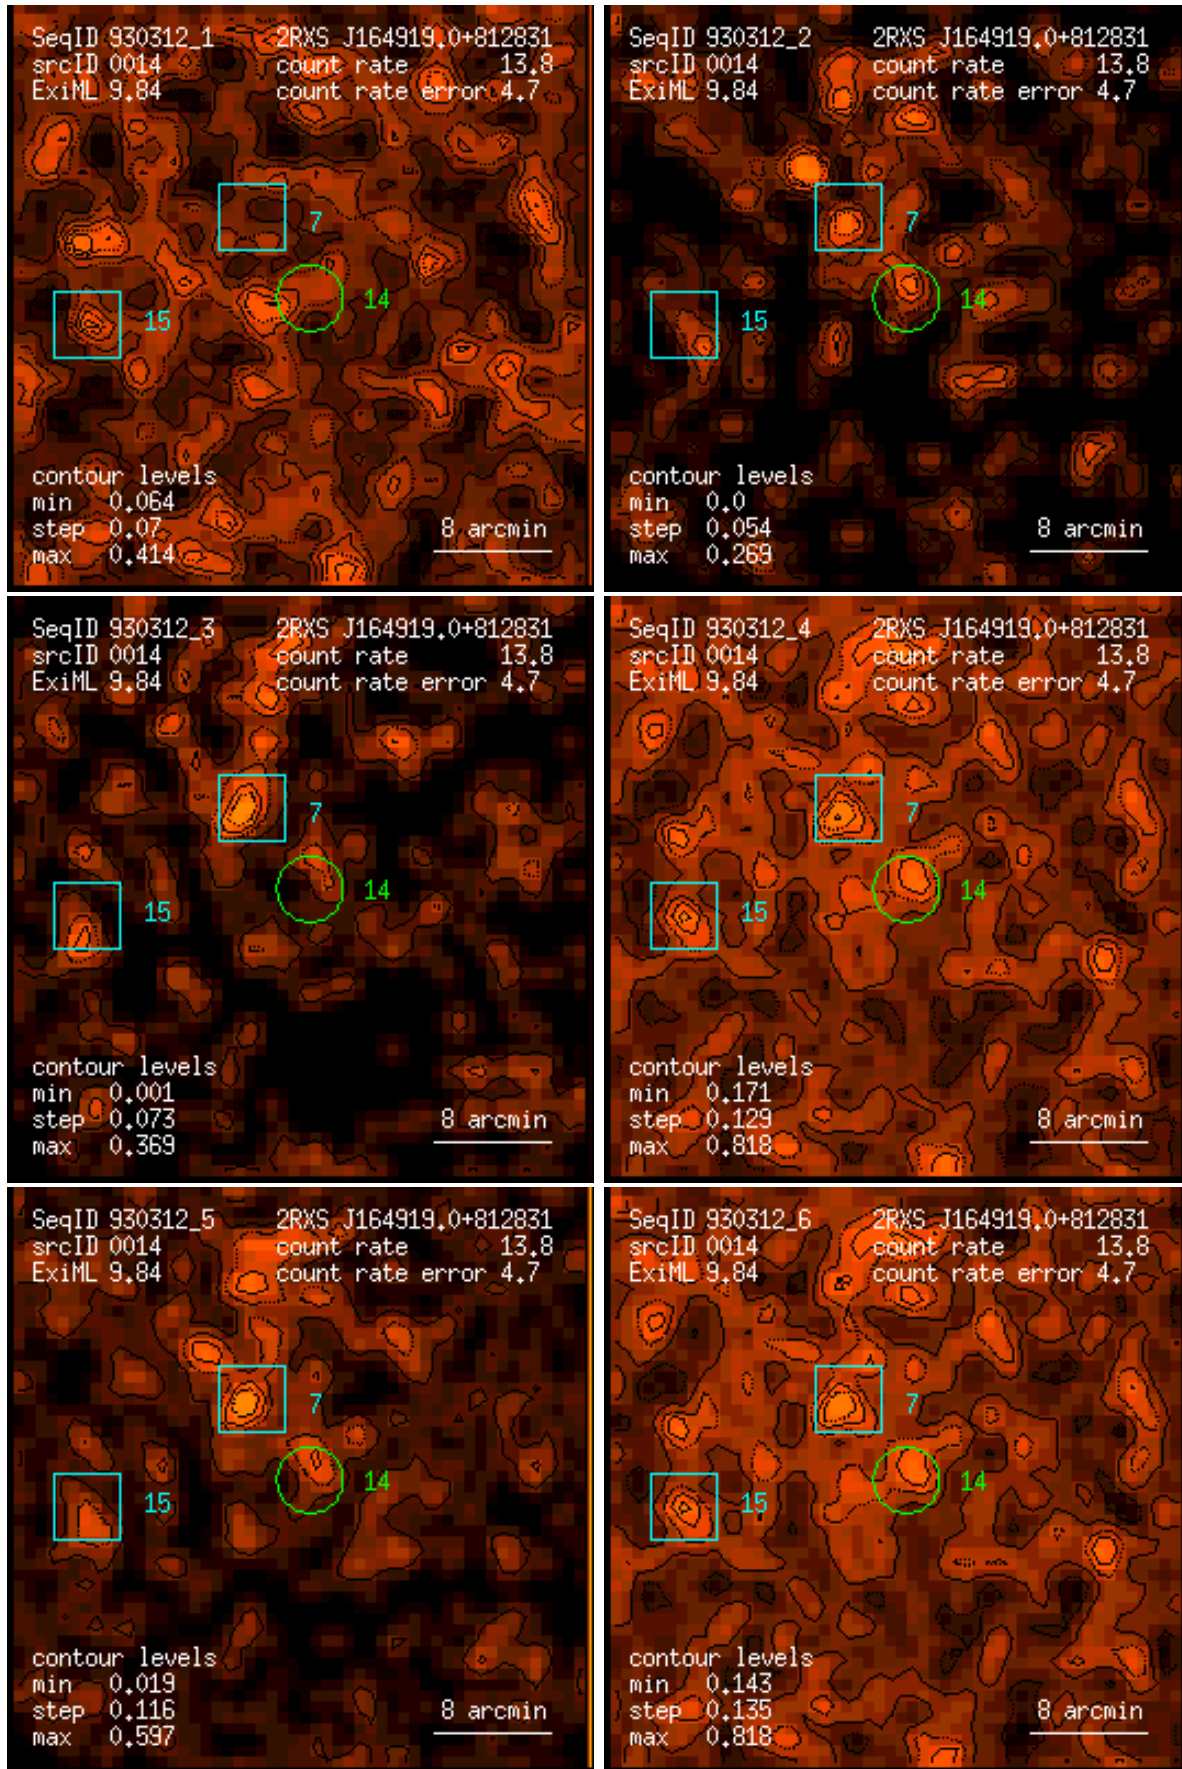 SeqID 930312_1 2RXS J164919.0+812831
srcID 0014 count rate 13.8
ExiML 9.84 count rate error 4.7
7
14
15
contour levels
min 0.064
step 0.07
max 0.414
8 arcmin
SeqID 930312_2 2RXS J164919.0+812831
srcID 0014 count rate 13.8
ExiML 9.84 count rate error 4.7
7
14
15
contour levels
min 0.0
step 0.054
max 0.269
8 arcmin
SeqID 930312_3 2RXS J164919.0+812831
srcID 0014 count rate 13.8
ExiML 9.84 count rate error 4.7
7
14
15
contour levels
min 0.001
step 0.073
max 0.369
8 arcmin
SeqID 930312_4 2RXS J164919.0+812831
srcID 0014 count rate 13.8
ExiML 9.84 count rate error 4.7
7
14
15
contour levels
min 0.171
step 0.129
max 0.818
8 arcmin
SeqID 930312_5 2RXS J164919.0+812831
srcID 0014 count rate 13.8
ExiML 9.84 count rate error 4.7
7
14
15
contour levels
min 0.019
step 0.116
max 0.597
8 arcmin
SeqID 930312_6 2RXS J164919.0+812831
srcID 0014 count rate 13.8
ExiML 9.84 count rate error 4.7
7
14
15
contour levels
min 0.143
step 0.135
max 0.818
8 arcmin